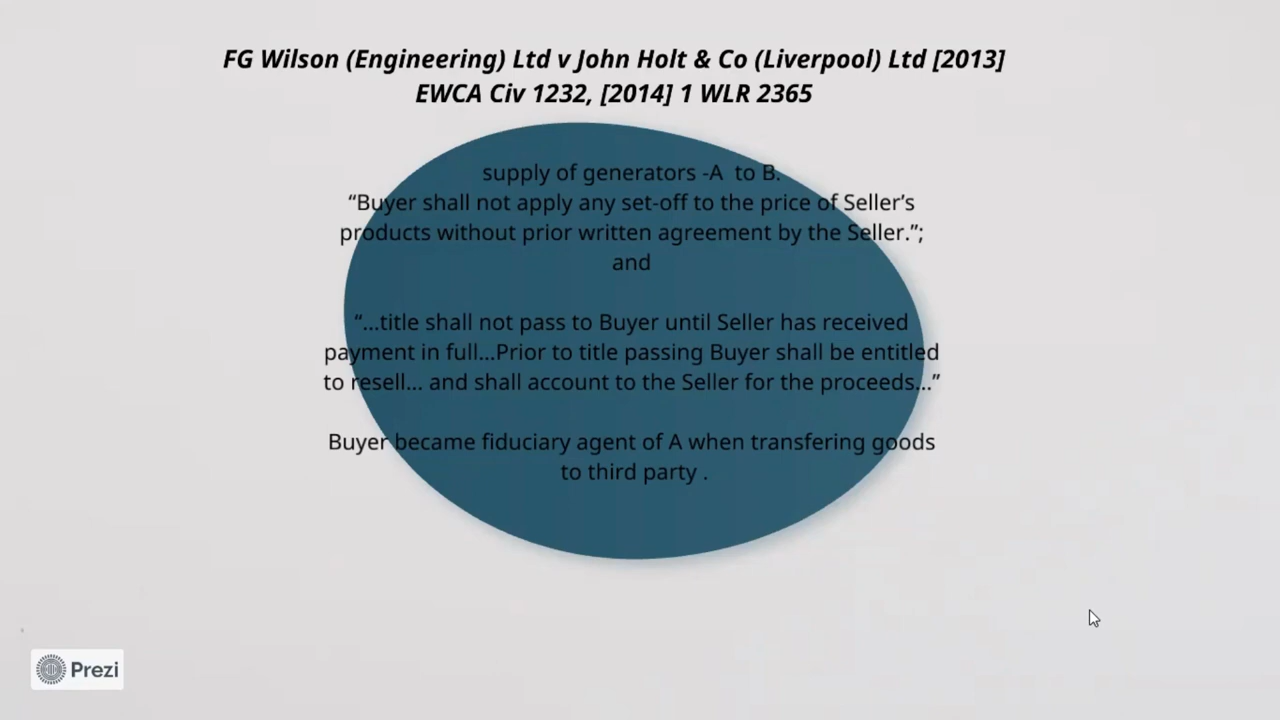 FG Wilson (Engineering) Ltd v John Holt & Co (Liverpool) Ltd [2013]
EWCA Civ 1232, [2014] 1 WLR 2365
supply of generators -A  to B.
“Buyer shall not apply any set-off to the price of Seller’s
products without prior written agreement by the Seller.”;
and
“...title shall not pass to Buyer until Seller has received
payment in full...Prior to title passing Buyer shall be entitled
to resell... and shall account to the Seller for the proceeds...”
Buyer became fiduciary agent of A when transfering goods
to third party .
Prezi